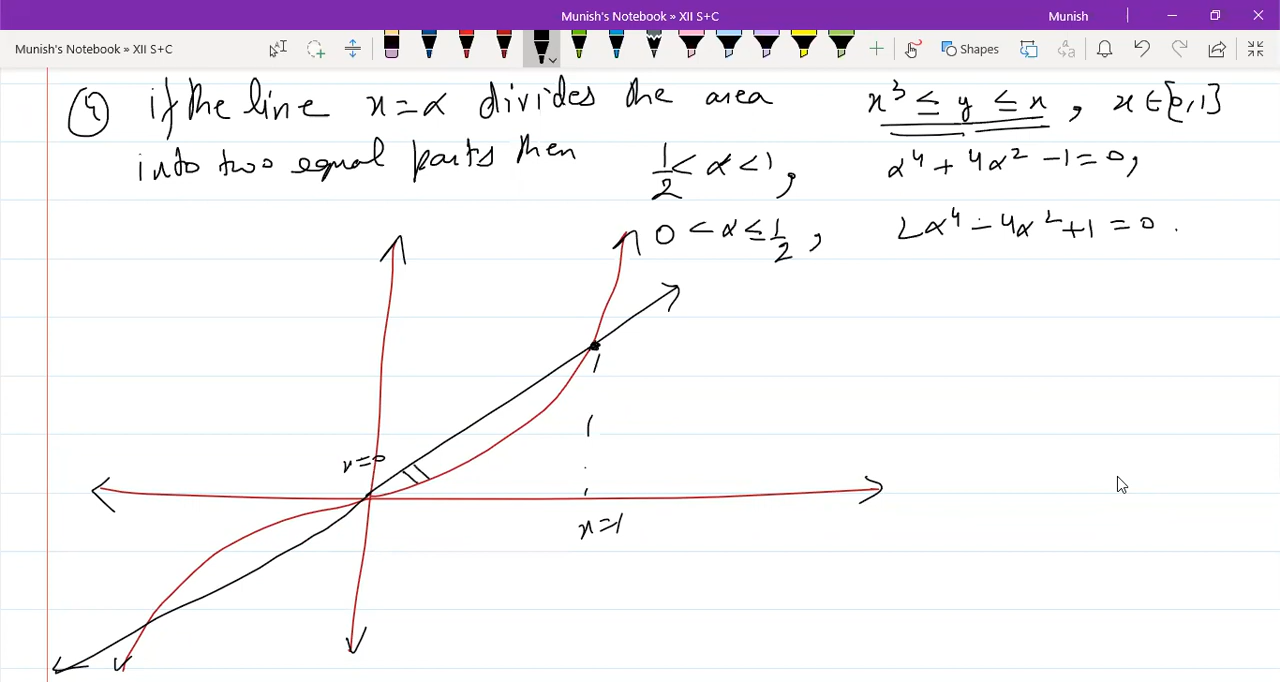 Munish's Notebook » XII S+C
Munish
Munish's Notebook » XII S+C
Shapes
④ if the line x=α divides the area x³ ≤ y ≤ x, x∈[0,1]
into two equal parts then 1/2 < α < 1, α⁴ + 4α² - 1 = 0,
0 < α ≤ 1/2, 2α⁴ - 4α² + 1 = 0.
x=0
x=1